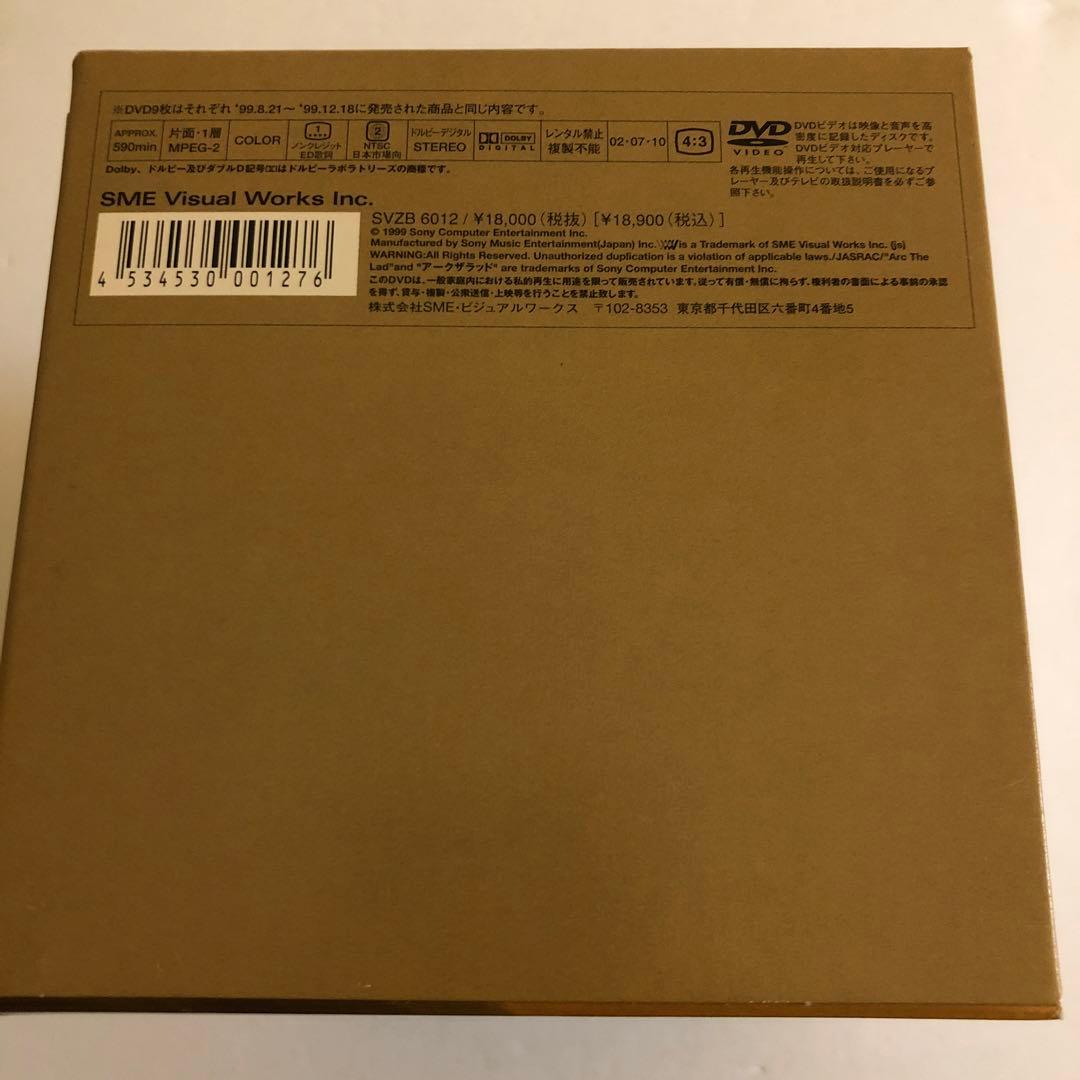 ※DVD9枚はそれぞれ '99.8.21〜 '99.12.18に発売された商品と同じ内容です。
APPROX. 590min
片面・1層 MPEG-2
COLOR
1 ノンクレジット ED歌詞
2 NTSC 日本市場向
ドルビーデジタル STEREO
DOLBY DIGITAL
レンタル禁止 複製不能
02・07・10
4:3
DVD VIDEO
DVDビデオは映像と音声を高
密度に記録したディスクです。
DVDビデオ対応プレーヤーで
再生して下さい。
各再生機能操作については、ご使用になるプ
レーヤー及びテレビの取扱説明書を必ずご参
照下さい。
Dolby、ドルビー及びダブルD記号はドルビーラボラトリーズの商標です。
SME Visual Works Inc.
4 534530 001276
SVZB 6012 / ¥18,000(税抜) [¥18,900(税込)]
© 1999 Sony Computer Entertainment Inc.
Manufactured by Sony Music Entertainment(Japan) Inc. is a Trademark of SME Visual Works Inc. (js)
WARNING:All Rights Reserved. Unauthorized duplication is a violation of applicable laws./JASRAC/"Arc The
Lad"and "アークザラッド" are trademarks of Sony Computer Entertainment Inc.
このDVDは、一般家庭内における私的再生に用途を限って販売されています。従って有償・無償に拘らず、権利者の書面による事前の承認
を得ず、貸与・複製・公衆送信・上映等を行うことを禁止致します。
株式会社SME・ビジュアルワークス 〒102-8353 東京都千代田区六番町4番地5